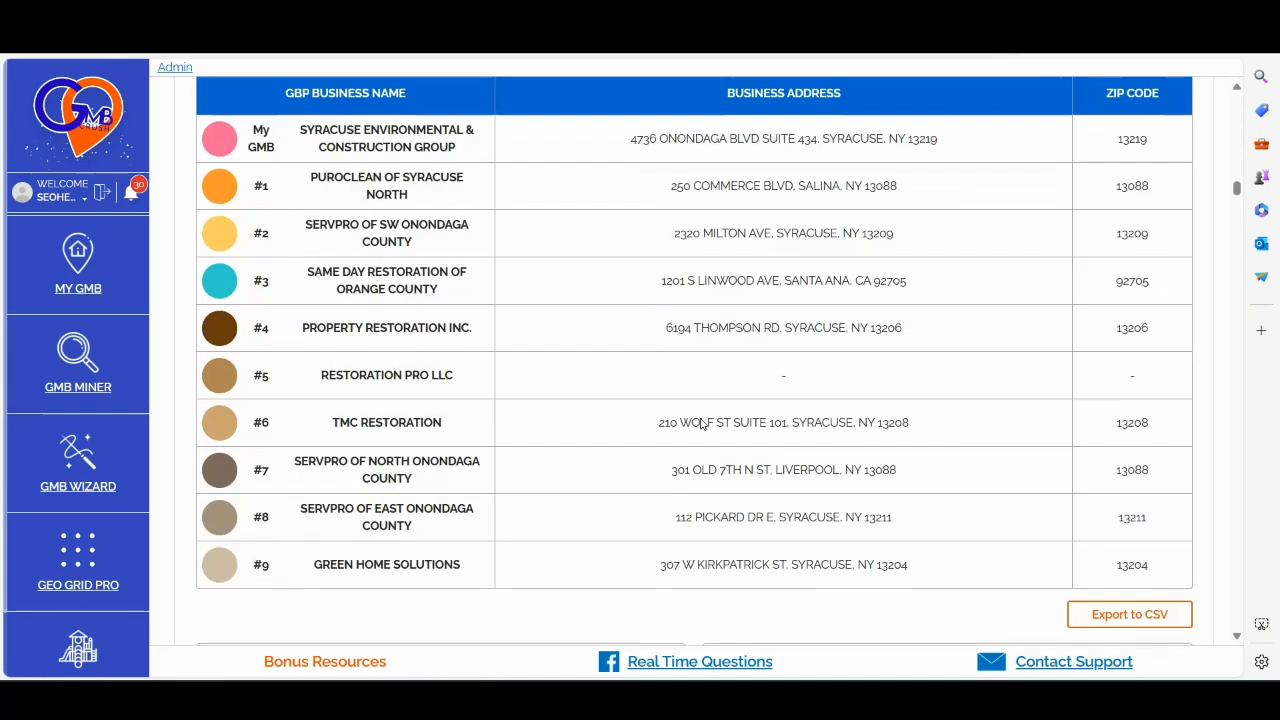 Admin
GMB
CRUSH
WELCOME
SEOHE...
30
MY GMB
GMB MINER
GMB WIZARD
GEO GRID PRO
GBP BUSINESS NAME BUSINESS ADDRESS ZIP CODE
My GMB SYRACUSE ENVIRONMENTAL & CONSTRUCTION GROUP 4736 ONONDAGA BLVD SUITE 434, SYRACUSE, NY 13219 13219
#1 PUROCLEAN OF SYRACUSE NORTH 250 COMMERCE BLVD, SALINA, NY 13088 13088
#2 SERVPRO OF SW ONONDAGA COUNTY 2320 MILTON AVE, SYRACUSE, NY 13209 13209
#3 SAME DAY RESTORATION OF ORANGE COUNTY 1201 S LINWOOD AVE, SANTA ANA, CA 92705 92705
#4 PROPERTY RESTORATION INC. 6194 THOMPSON RD, SYRACUSE, NY 13206 13206
#5 RESTORATION PRO LLC - -
#6 TMC RESTORATION 210 WOLF ST SUITE 101, SYRACUSE, NY 13208 13208
#7 SERVPRO OF NORTH ONONDAGA COUNTY 301 OLD 7TH N ST, LIVERPOOL, NY 13088 13088
#8 SERVPRO OF EAST ONONDAGA COUNTY 112 PICKARD DR E, SYRACUSE, NY 13211 13211
#9 GREEN HOME SOLUTIONS 307 W KIRKPATRICK ST, SYRACUSE, NY 13204 13204
Export to CSV
Bonus Resources Real Time Questions Contact Support